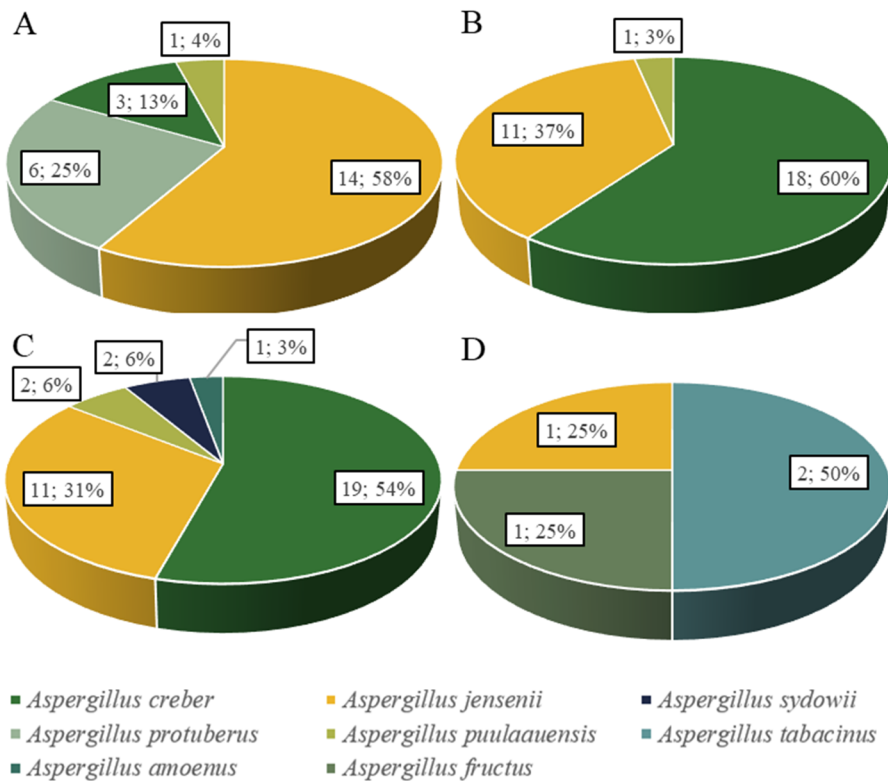 A
B
1; 4%
1; 3%
3; 13%
11; 37%
6; 25%
14; 58%
18; 60%
C
D
2; 6%
1; 3%
2; 6%
1; 25%
11; 31%
19; 54%
2; 50%
1; 25%
Aspergillus creber
Aspergillus jensenii
Aspergillus sydowii
Aspergillus protuberus
Aspergillus puulaauensis
Aspergillus tabacinus
Aspergillus amoenus
Aspergillus fructus